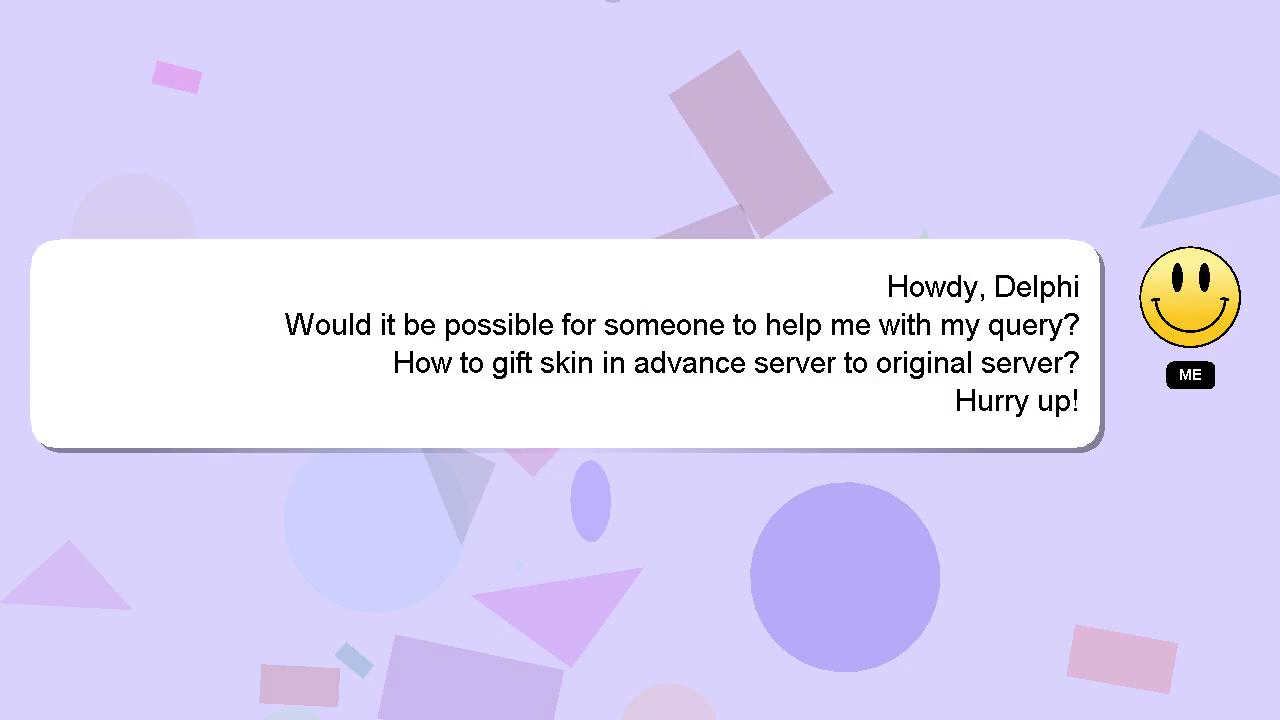 Howdy, Delphi
Would it be possible for someone to help me with my query?
How to gift skin in advance server to original server?
Hurry up!
ME